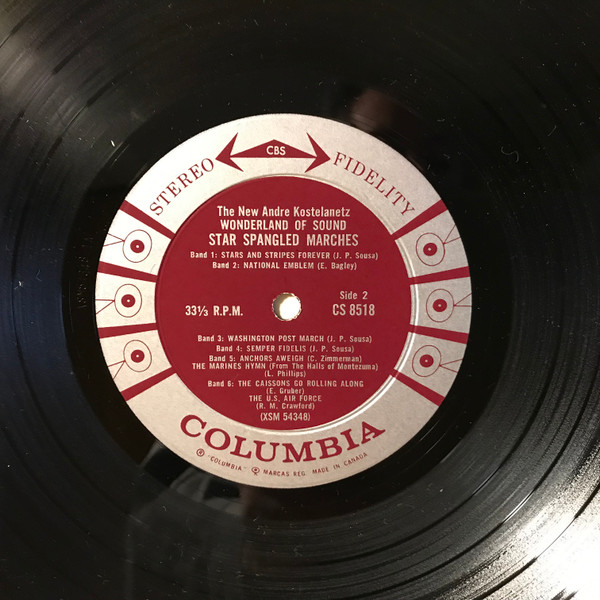 CBS
STEREO FIDELITY
The New Andre Kostelanetz
WONDERLAND OF SOUND
STAR SPANGLED MARCHES
Band 1: STARS AND STRIPES FOREVER (J. P. Sousa)
Band 2: NATIONAL EMBLEM (E. Bagley)
33⅓ R.P.M.
Side 2
CS 8518
Band 3: WASHINGTON POST MARCH (J. P. Sousa)
Band 4: SEMPER FIDELIS (J. P. Sousa)
Band 5: ANCHORS AWEIGH (C. Zimmerman)
THE MARINES HYMN (From The Halls of Montezuma)
(L. Phillips)
Band 6: THE CAISSONS GO ROLLING ALONG
(E. Gruber)
THE U.S. AIR FORCE
(R. M. Crawford)
(XSM 54348)
COLUMBIA
"COLUMBIA" MARCAS REG. MADE IN CANADA